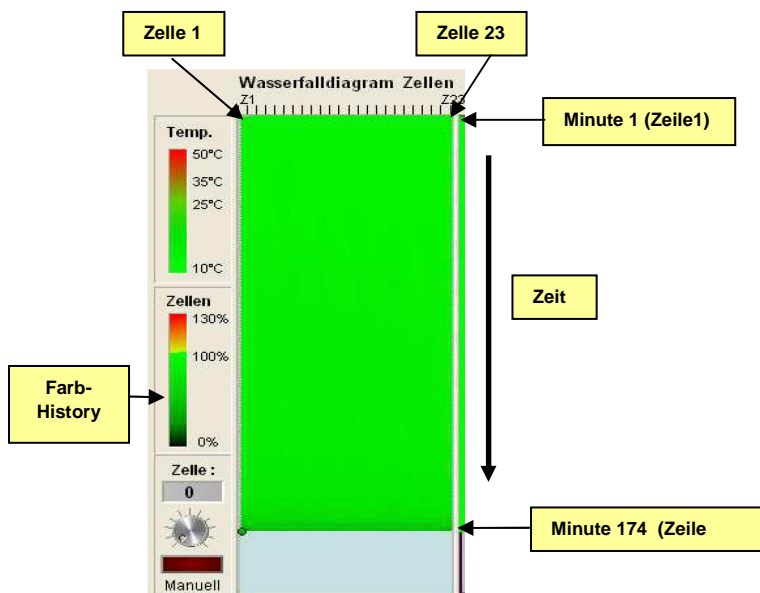 Zelle 1
Zelle 23
Wasserfalldiagram Zellen
Z1
Z23
Minute 1 (Zeile1)
Temp.
50°C
35°C
25°C
10°C
Zeit
Zellen
130%
100%
0%
Farb-
History
Zelle :
0
Minute 174 (Zeile
Manuell